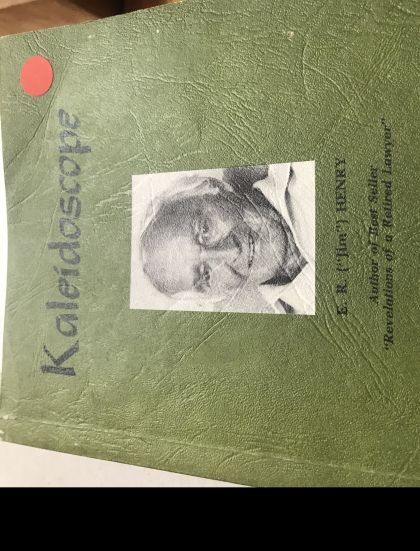 Kaleidoscope
E. R. ("Jim") HENRY
Author of Best Seller
"Revelations of a Retired Lawyer"